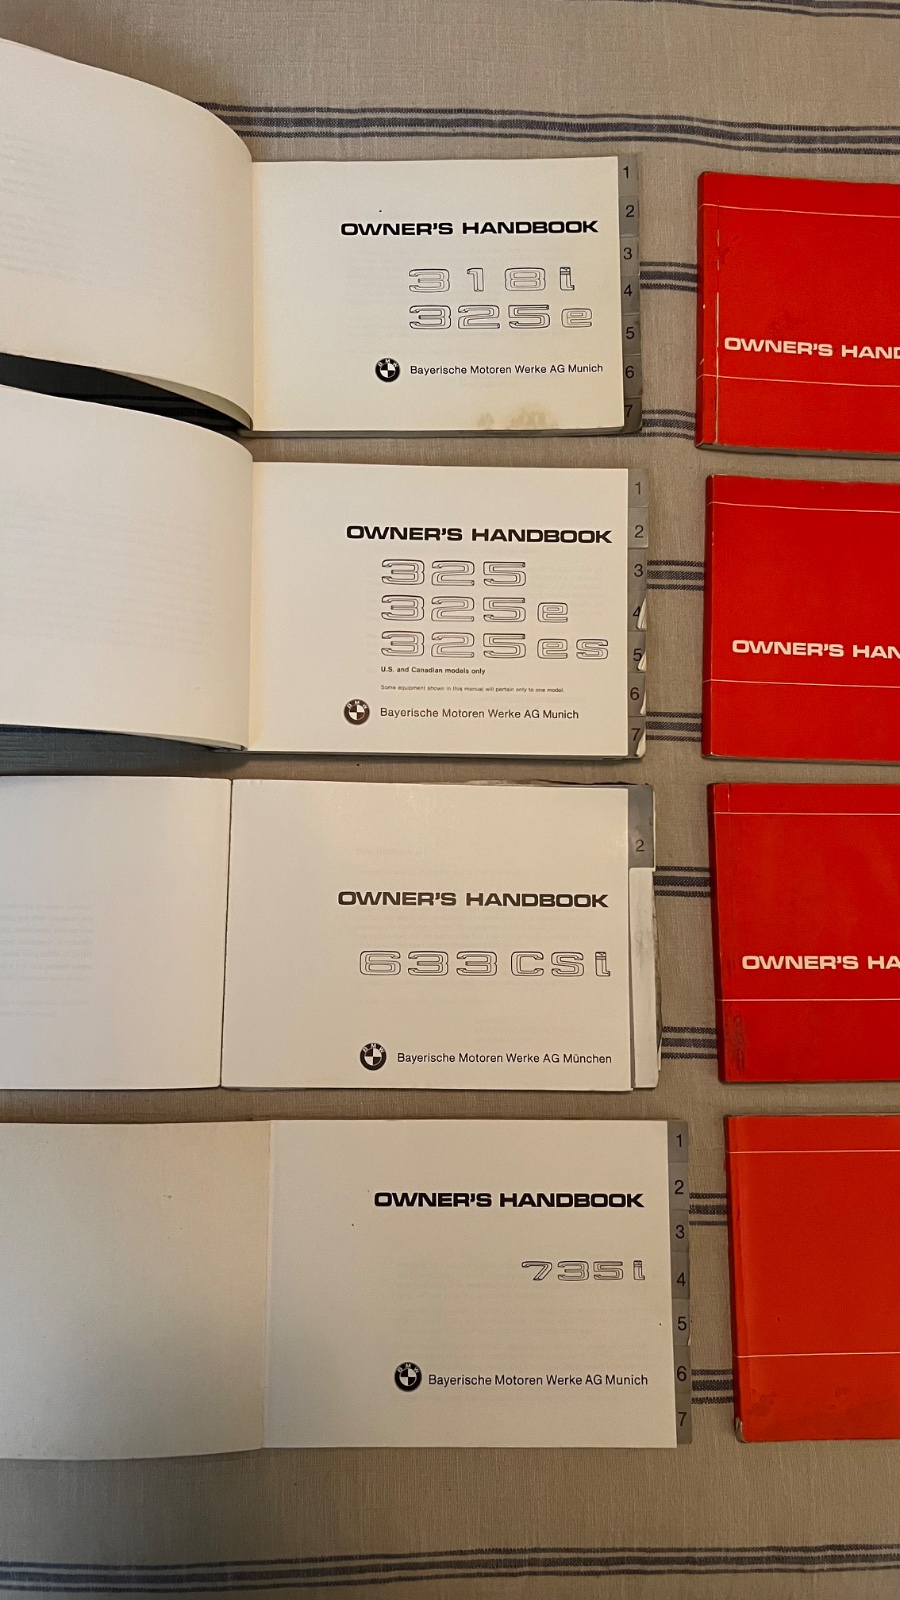 OWNER'S HANDBOOK
318i
325e
BMW
Bayerische Motoren Werke AG Munich
1
2
3
4
5
6
7
OWNER'S HANDBOOK
325
325e
325es
U.S. and Canadian models only
Some equipment shown in this manual will pertain only to one model.
BMW
Bayerische Motoren Werke AG Munich
1
2
3
4
5
6
7
OWNER'S HANDBOOK
633CSi
BMW
Bayerische Motoren Werke AG München
2
OWNER'S HANDBOOK
735i
BMW
Bayerische Motoren Werke AG Munich
1
2
3
4
5
6
7
OWNER'S HAND
OWNER'S HAN
OWNER'S HA